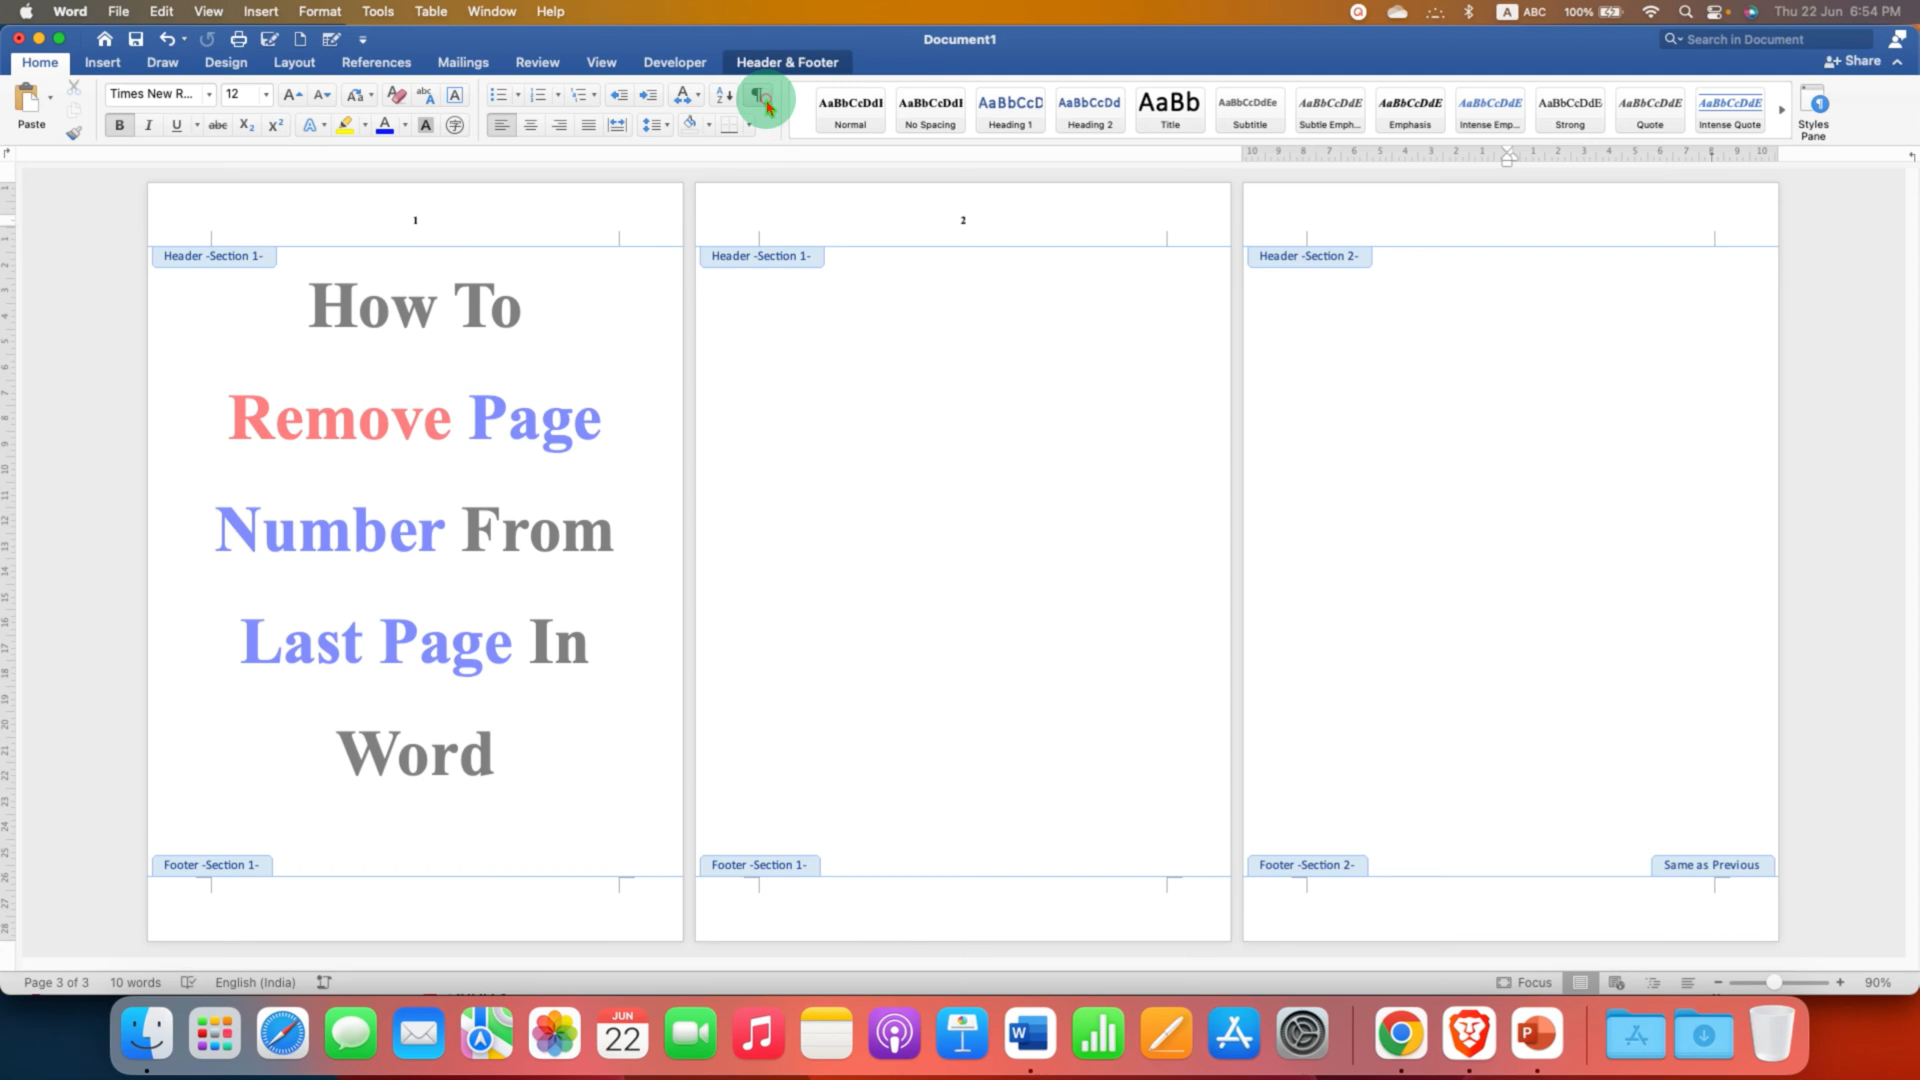 Word File Edit View Insert Format Tools Table Window Help
A ABC 100% Thu 22 Jun 6:54 PM
Document1
Search in Document
Home Insert Draw Design Layout References Mailings Review View Developer Header & Footer
Share
Paste
Times New R... 12
AaBbCcDdI AaBbCcDdI AaBbCcD AaBbCcDd AaBb AaBbCcDdEe AaBbCcDdE AaBbCcDdE AaBbCcDdE AaBbCcDdE AaBbCcDdE AaBbCcDdE
Normal No Spacing Heading 1 Heading 2 Title Subtitle Subtle Emph... Emphasis Intense Emp... Strong Quote Intense Quote
Styles
Pane
1 2
Header -Section 1- Header -Section 1- Header -Section 2-
How To
Remove Page
Number From
Last Page In
Word
Footer -Section 1- Footer -Section 1- Footer -Section 2- Same as Previous
Page 3 of 3 10 words English (India) Focus 90%
JUN
22